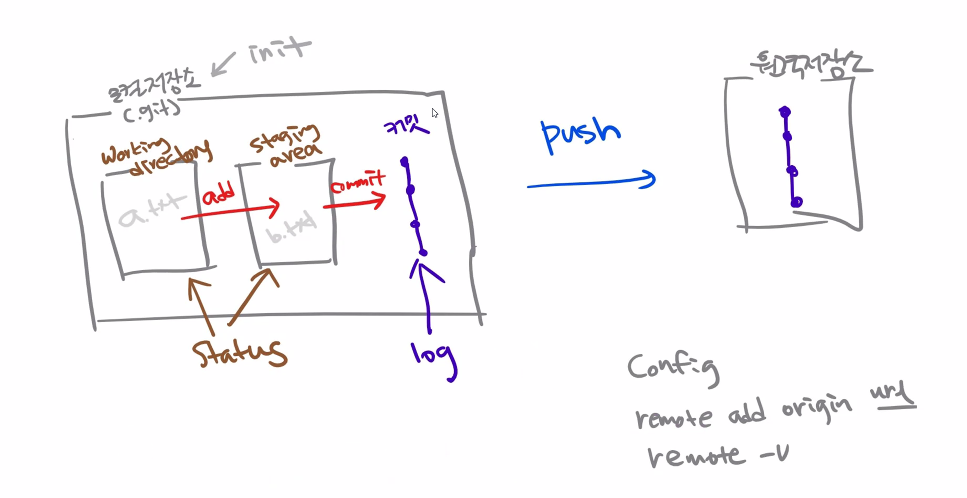 init
로컬저장소
(.git)
working
directory
a.txt
add
staging
area
b.txt
commit
커밋
status
log
push
원격저장소
Config
remote add origin url
remote -v